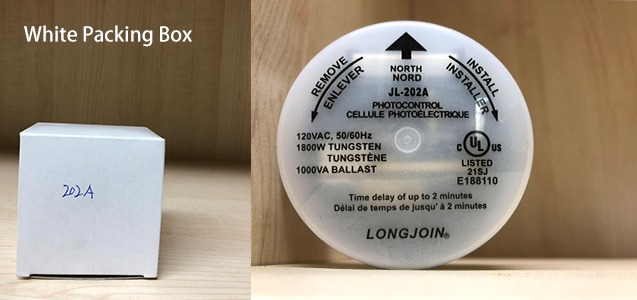 White Packing Box
202A
REMOVE
ENLEVER
NORTH
NORD
INSTALL
INSTALLER
JL-202A
PHOTOCONTROL
CELLULE PHOTOÉLECTRIQUE
120VAC, 50/60Hz
1800W TUNGSTEN
TUNGSTÈNE
1000VA BALLAST
C UL US
LISTED
21SJ
E188110
Time delay of up to 2 minutes
Délai de temps de jusqu' à 2 minutes
LONGJOIN®